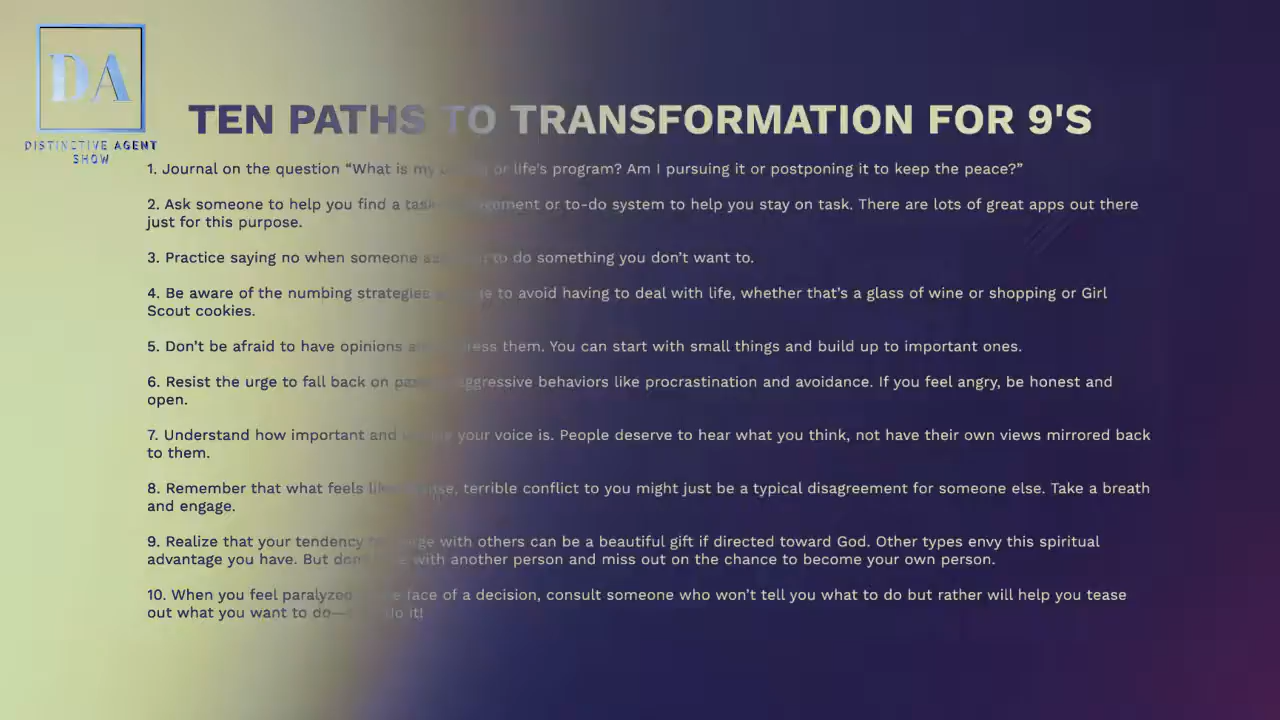 DA
DISTINCTIVE AGENT
SHOW
TEN PATHS TO TRANSFORMATION FOR 9'S
1. Journal on the question “What is my or life’s program? Am I pursuing it or postponing it to keep the peace?”
2. Ask someone to help you find a task management or to-do system to help you stay on task. There are lots of great apps out there
just for this purpose.
3. Practice saying no when someone to do something you don’t want to.
4. Be aware of the numbing strategies to avoid having to deal with life, whether that’s a glass of wine or shopping or Girl
Scout cookies.
5. Don’t be afraid to have opinions express them. You can start with small things and build up to important ones.
6. Resist the urge to fall back on passive-aggressive behaviors like procrastination and avoidance. If you feel angry, be honest and
open.
7. Understand how important and your voice is. People deserve to hear what you think, not have their own views mirrored back
to them.
8. Remember that what feels like terrible conflict to you might just be a typical disagreement for someone else. Take a breath
and engage.
9. Realize that your tendency merge with others can be a beautiful gift if directed toward God. Other types envy this spiritual
advantage you have. But don’t with another person and miss out on the chance to become your own person.
10. When you feel paralyzed face of a decision, consult someone who won’t tell you what to do but rather will help you tease
out what you want to do— do it!